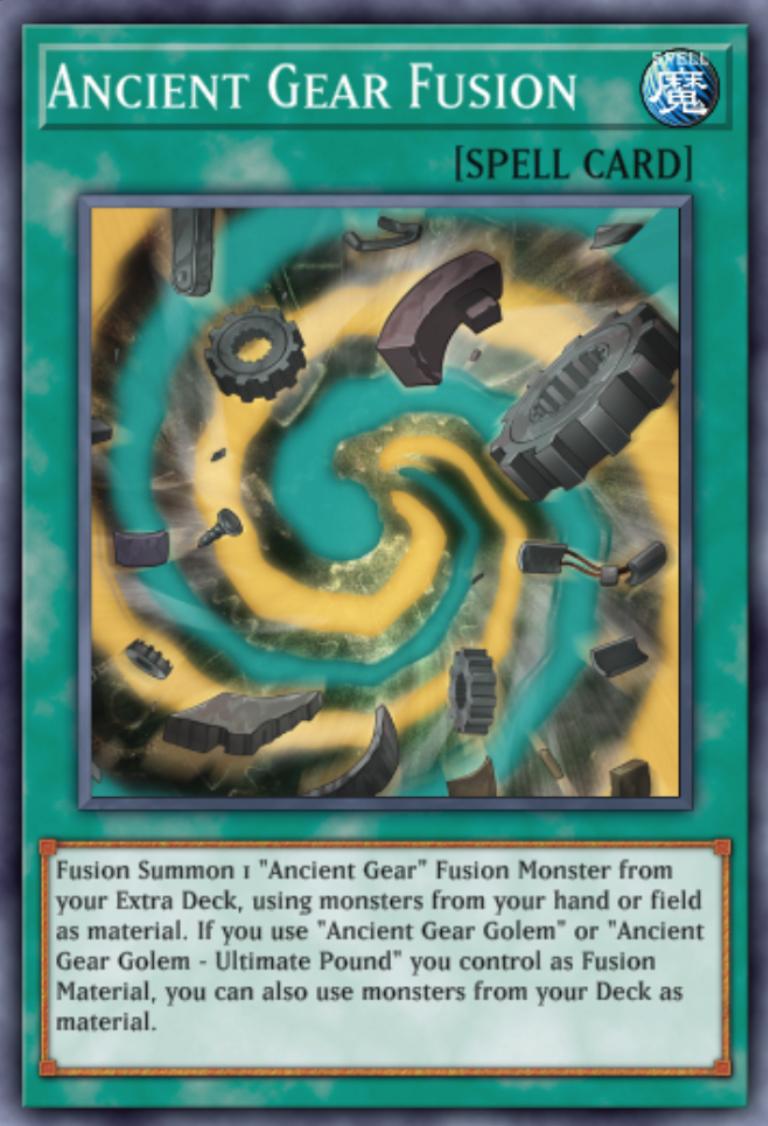 Ancient Gear Fusion
SPELL
魔
[SPELL CARD]
Fusion Summon 1 "Ancient Gear" Fusion Monster from
your Extra Deck, using monsters from your hand or field
as material. If you use "Ancient Gear Golem" or "Ancient
Gear Golem - Ultimate Pound" you control as Fusion
Material, you can also use monsters from your Deck as
material.